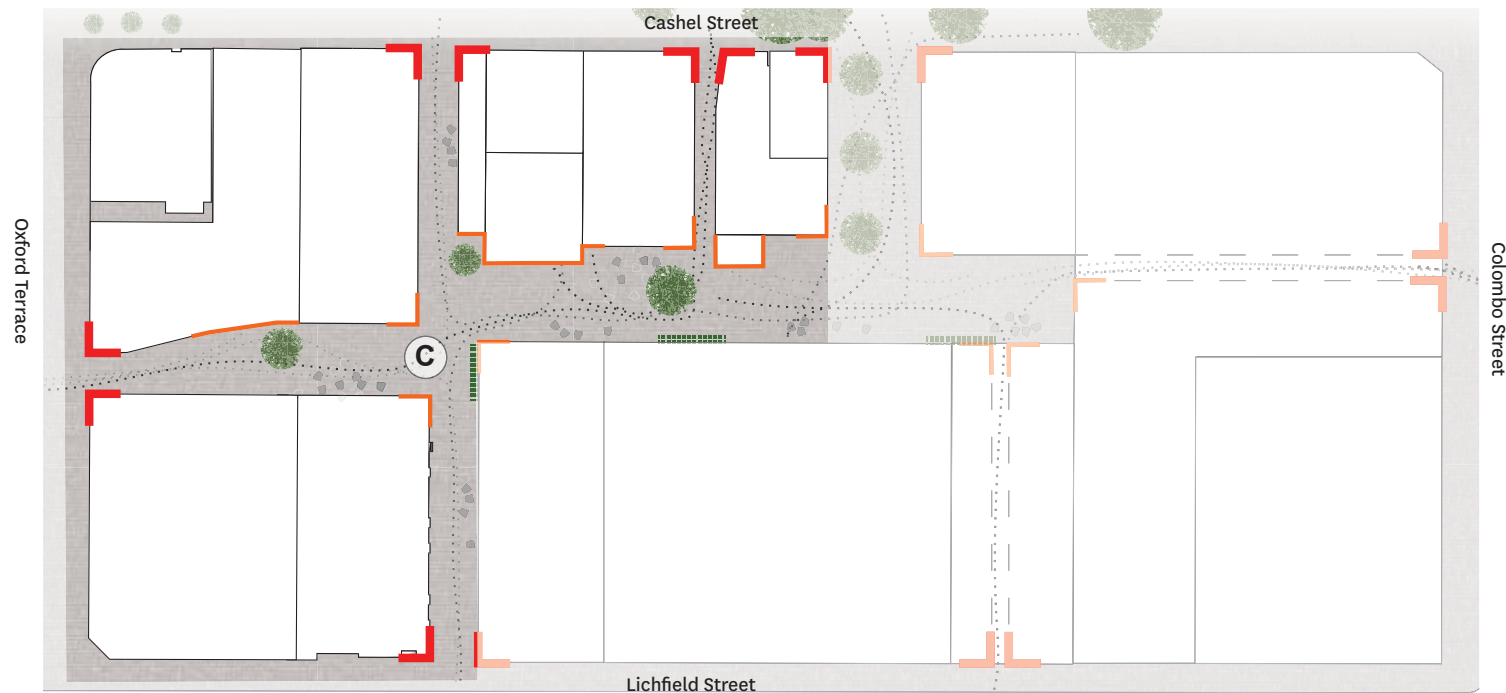 Cashel Street
Oxford Terrace
Colombo Street
C
Lichfield Street